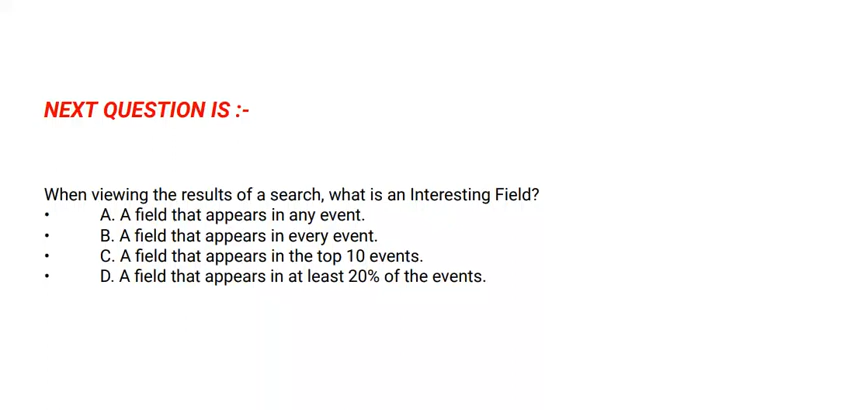 NEXT QUESTION IS :-
When viewing the results of a search, what is an Interesting Field?
• A. A field that appears in any event.
• B. A field that appears in every event.
• C. A field that appears in the top 10 events.
• D. A field that appears in at least 20% of the events.